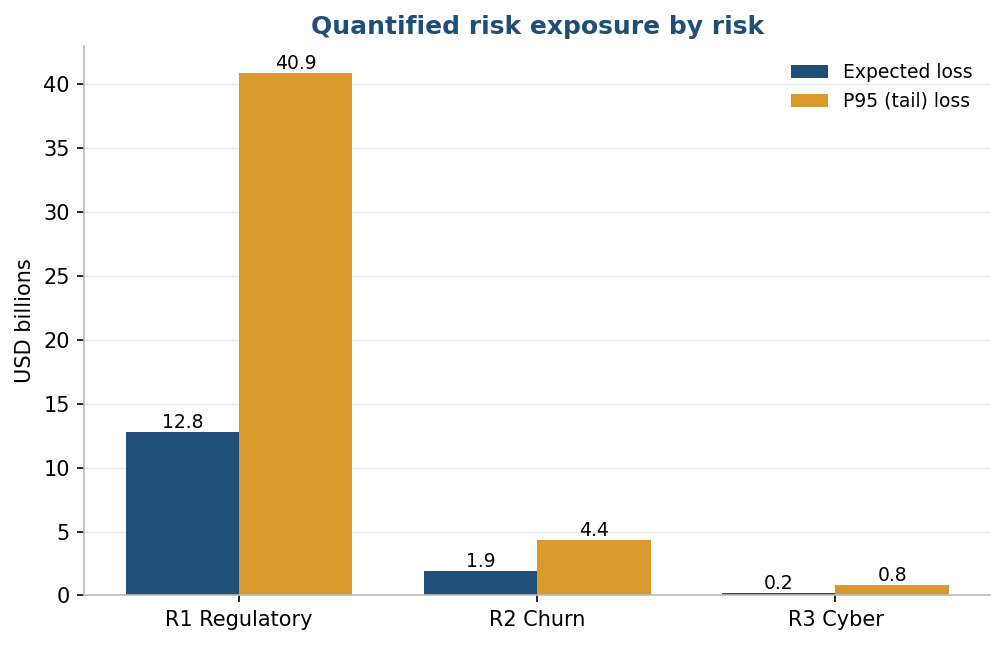 Quantified risk exposure by risk
Expected loss
P95 (tail) loss
USD billions
40
35
30
25
20
15
10
5
0
12.8
40.9
1.9
4.4
0.2
0.8
R1 Regulatory
R2 Churn
R3 Cyber